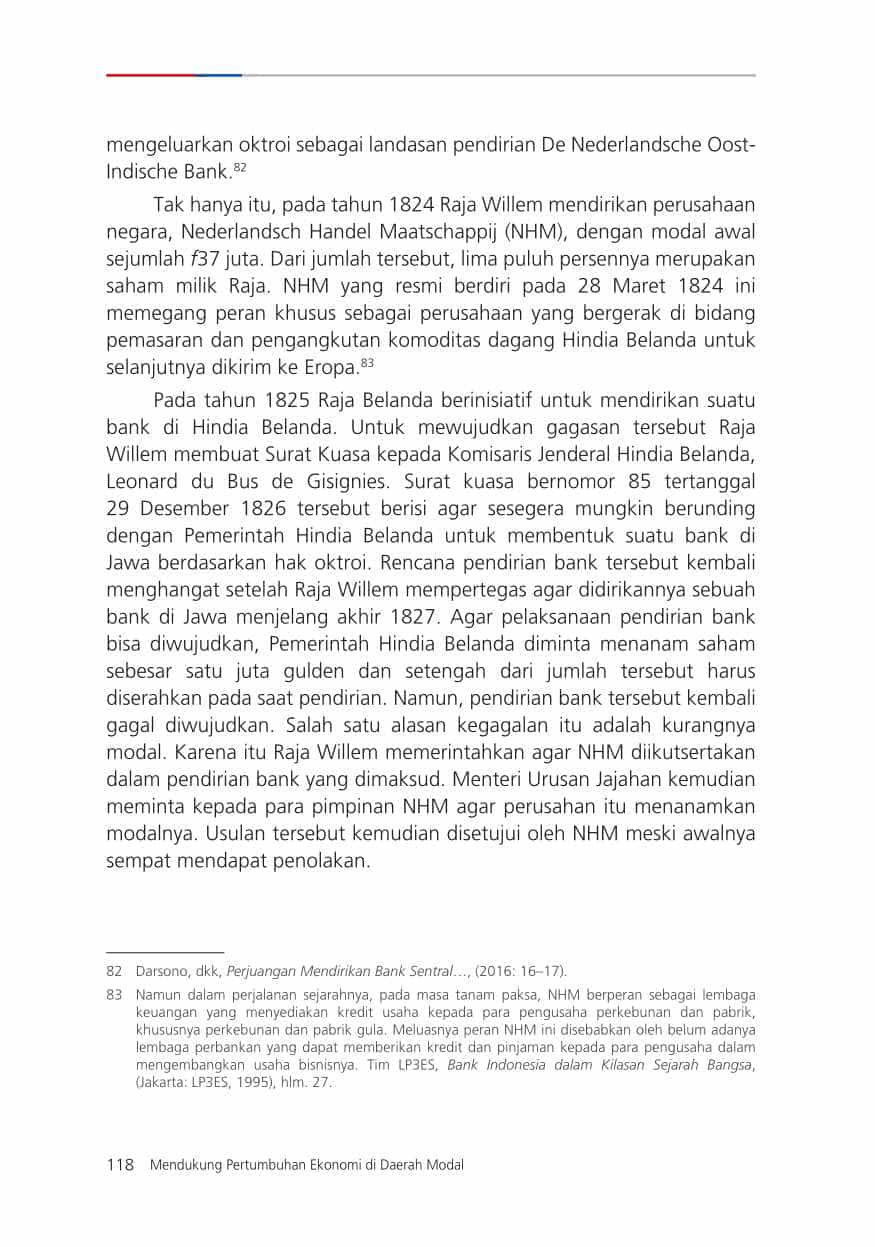 mengeluarkan oktroi sebagai landasan pendirian De Nederlandsche Oost-
Indische Bank.82
Tak hanya itu, pada tahun 1824 Raja Willem mendirikan perusahaan
negara, Nederlandsch Handel Maatschappij (NHM), dengan modal awal
sejumlah f37 juta. Dari jumlah tersebut, lima puluh persennya merupakan
saham milik Raja. NHM yang resmi berdiri pada 28 Maret 1824 ini
memegang peran khusus sebagai perusahaan yang bergerak di bidang
pemasaran dan pengangkutan komoditas dagang Hindia Belanda untuk
selanjutnya dikirim ke Eropa.83
Pada tahun 1825 Raja Belanda berinisiatif untuk mendirikan suatu
bank di Hindia Belanda. Untuk mewujudkan gagasan tersebut Raja
Willem membuat Surat Kuasa kepada Komisaris Jenderal Hindia Belanda,
Leonard du Bus de Gisignies. Surat kuasa bernomor 85 tertanggal
29 Desember 1826 tersebut berisi agar sesegera mungkin berunding
dengan Pemerintah Hindia Belanda untuk membentuk suatu bank di
Jawa berdasarkan hak oktroi. Rencana pendirian bank tersebut kembali
menghangat setelah Raja Willem mempertegas agar didirikannya sebuah
bank di Jawa menjelang akhir 1827. Agar pelaksanaan pendirian bank
bisa diwujudkan, Pemerintah Hindia Belanda diminta menanam saham
sebesar satu juta gulden dan setengah dari jumlah tersebut harus
diserahkan pada saat pendirian. Namun, pendirian bank tersebut kembali
gagal diwujudkan. Salah satu alasan kegagalan itu adalah kurangnya
modal. Karena itu Raja Willem memerintahkan agar NHM diikutsertakan
dalam pendirian bank yang dimaksud. Menteri Urusan Jajahan kemudian
meminta kepada para pimpinan NHM agar perusahan itu menanamkan
modalnya. Usulan tersebut kemudian disetujui oleh NHM meski awalnya
sempat mendapat penolakan.
82 Darsono, dkk, Perjuangan Mendirikan Bank Sentral…, (2016: 16–17).
83 Namun dalam perjalanan sejarahnya, pada masa tanam paksa, NHM berperan sebagai lembaga
keuangan yang menyediakan kredit usaha kepada para pengusaha perkebunan dan pabrik,
khususnya perkebunan dan pabrik gula. Meluasnya peran NHM ini disebabkan oleh belum adanya
lembaga perbankan yang dapat memberikan kredit dan pinjaman kepada para pengusaha dalam
mengembangkan usaha bisnisnya. Tim LP3ES, Bank Indonesia dalam Kilasan Sejarah Bangsa,
(Jakarta: LP3ES, 1995), hlm. 27.
118 Mendukung Pertumbuhan Ekonomi di Daerah Modal